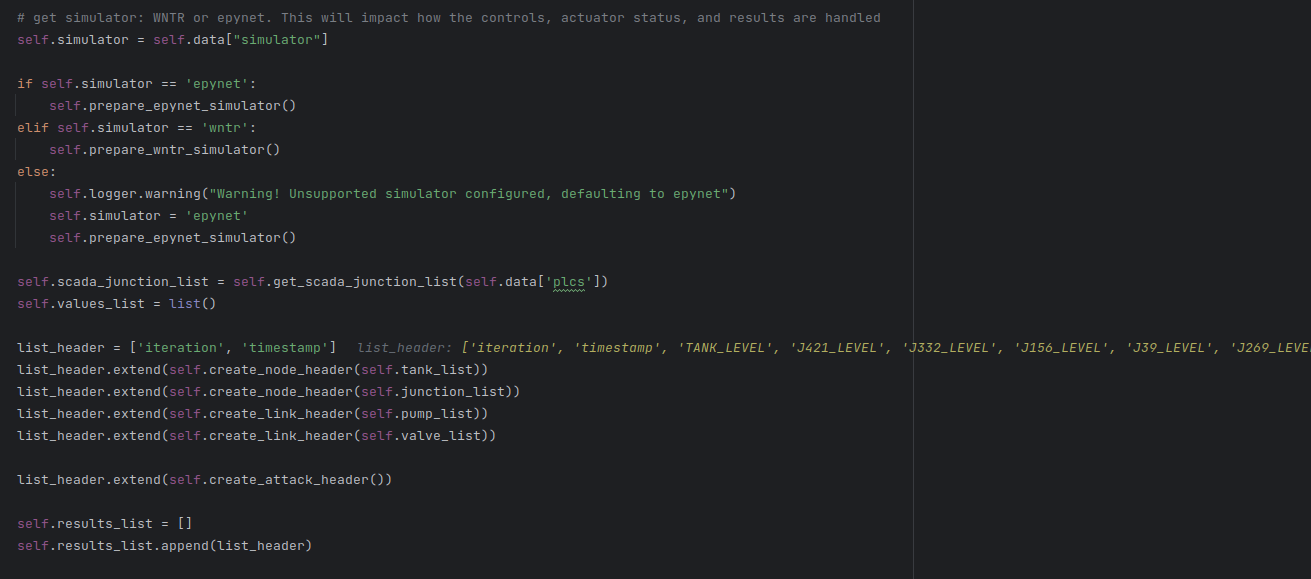 # get simulator: WNTR or epynet. This will impact how the controls, actuator status, and results are handled
self.simulator = self.data["simulator"]
if self.simulator == 'epynet':
self.prepare_epynet_simulator()
elif self.simulator == 'wntr':
self.prepare_wntr_simulator()
else:
self.logger.warning("Warning! Unsupported simulator configured, defaulting to epynet")
self.simulator = 'epynet'
self.prepare_epynet_simulator()
self.scada_junction_list = self.get_scada_junction_list(self.data['plcs'])
self.values_list = list()
list_header = ['iteration', 'timestamp'] list_header: ['iteration', 'timestamp', 'TANK_LEVEL', 'J421_LEVEL', 'J332_LEVEL', 'J156_LEVEL', 'J39_LEVEL', 'J269_LEVE
list_header.extend(self.create_node_header(self.tank_list))
list_header.extend(self.create_node_header(self.junction_list))
list_header.extend(self.create_link_header(self.pump_list))
list_header.extend(self.create_link_header(self.valve_list))
list_header.extend(self.create_attack_header())
self.results_list = []
self.results_list.append(list_header)